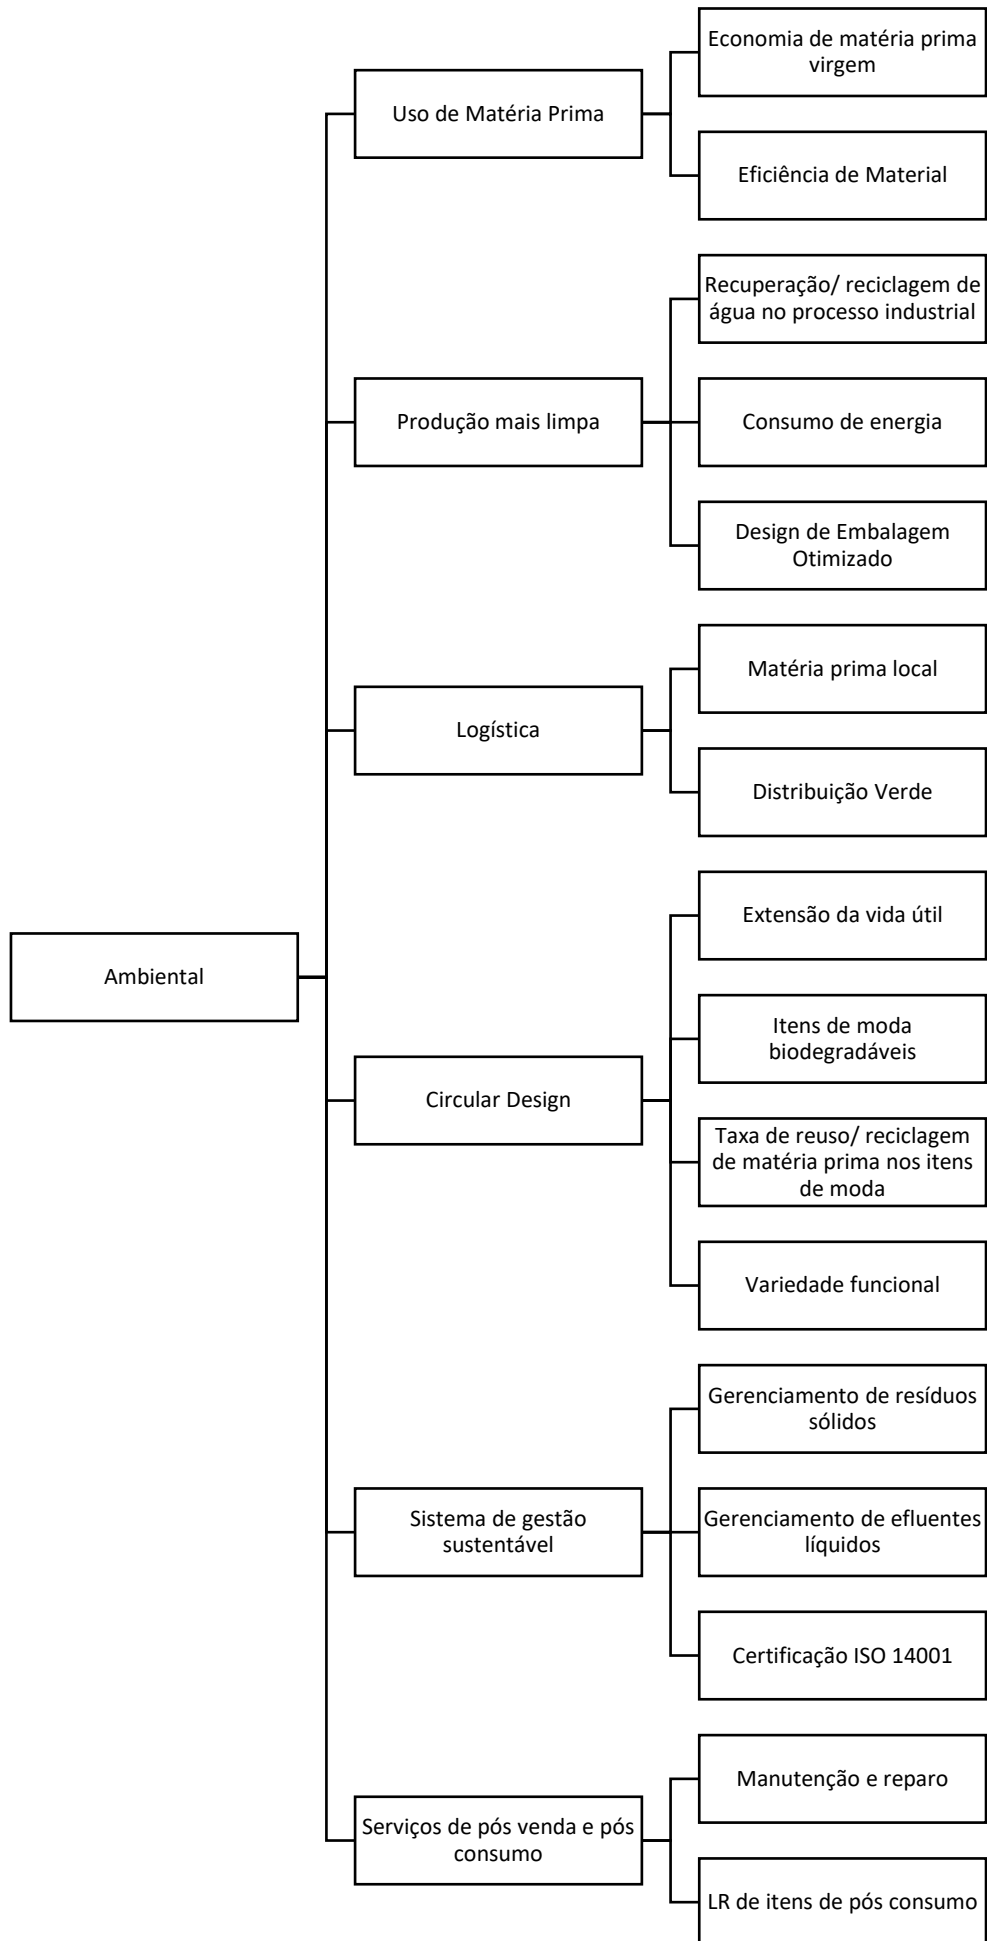 Economia de matéria prima
virgem
Uso de Matéria Prima
Eficiência de Material
Recuperação/ reciclagem de
água no processo industrial
Produção mais limpa
Consumo de energia
Design de Embalagem
Otimizado
Matéria prima local
Logística
Distribuição Verde
Extensão da vida útil
Ambiental
Itens de moda
biodegradáveis
Circular Design
Taxa de reuso/ reciclagem
de matéria prima nos itens
de moda
Variedade funcional
Gerenciamento de resíduos
sólidos
Sistema de gestão
sustentável
Gerenciamento de efluentes
líquidos
Certificação ISO 14001
Manutenção e reparo
Serviços de pós venda e pós
consumo
LR de itens de pós consumo